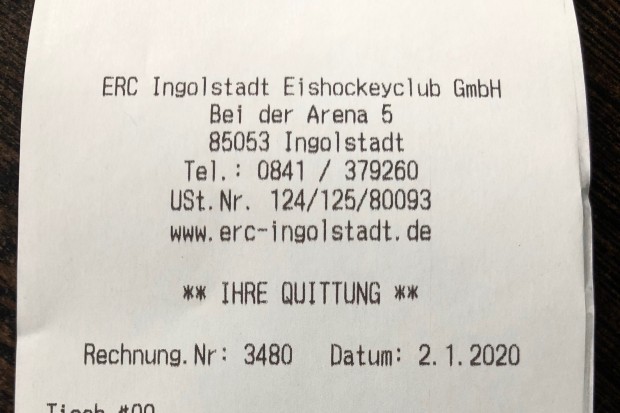 ERC Ingolstadt Eishockeyclub GmbH
Bei der Arena 5
85053 Ingolstadt
Tel.: 0841 / 379260
USt.Nr. 124/125/80093
www.erc-ingolstadt.de
** IHRE QUITTUNG **
Rechnung.Nr: 3480 Datum: 2.1.2020